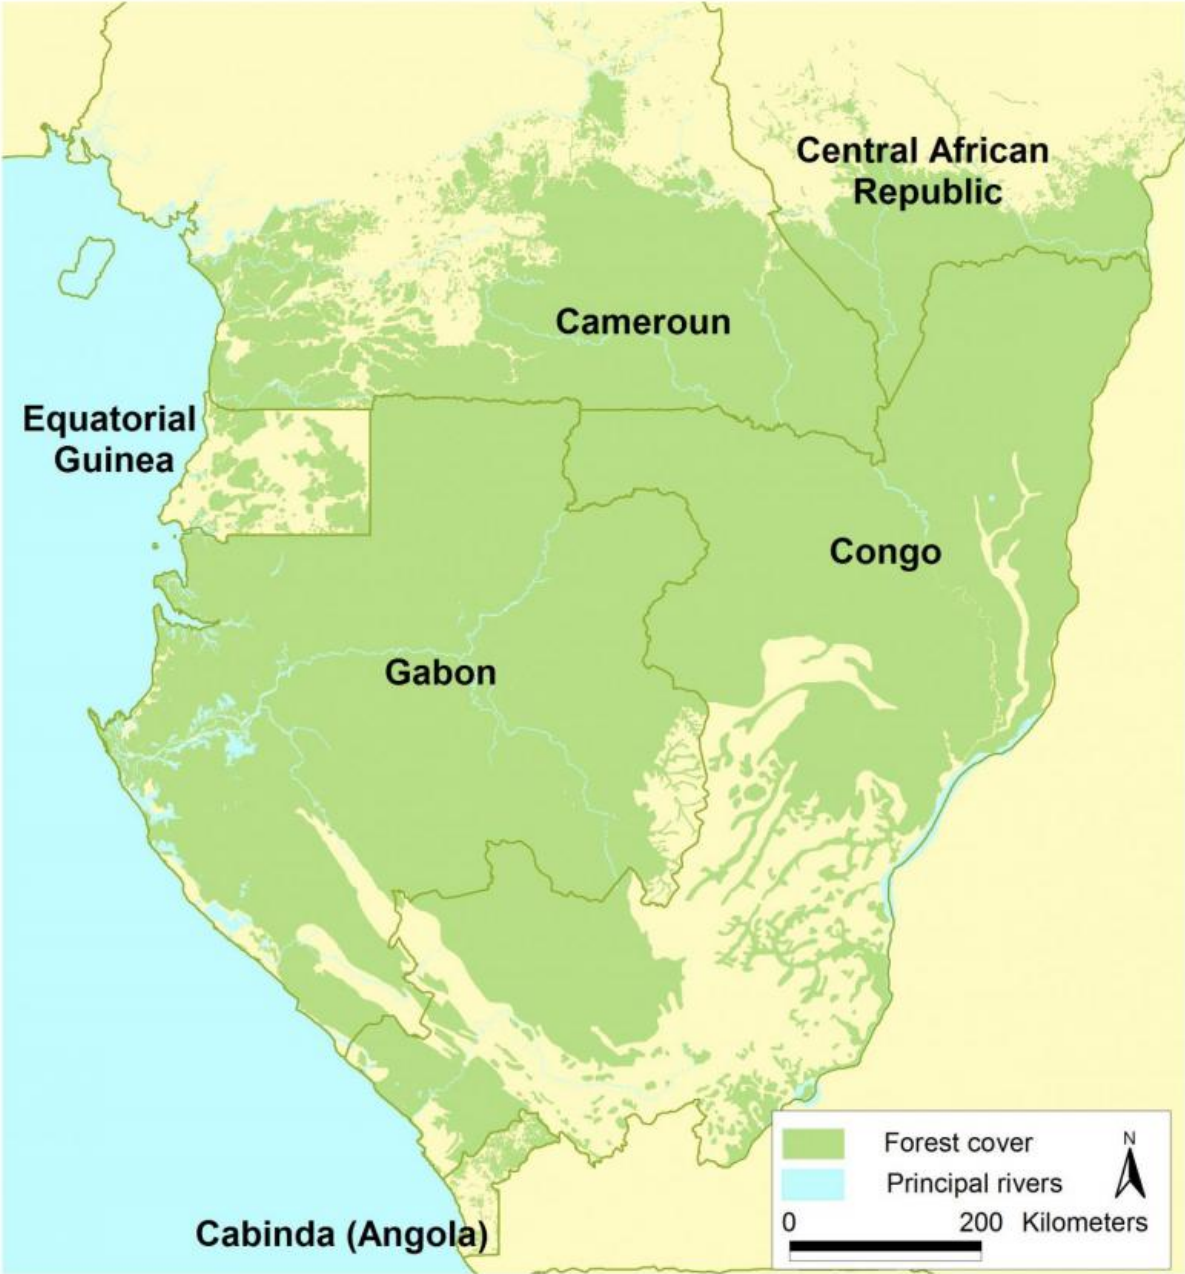 Central African
Republic
Cameroun
Equatorial
Guinea
Congo
Gabon
Cabinda (Angola)
Forest cover
N
Principal rivers
0 200 Kilometers